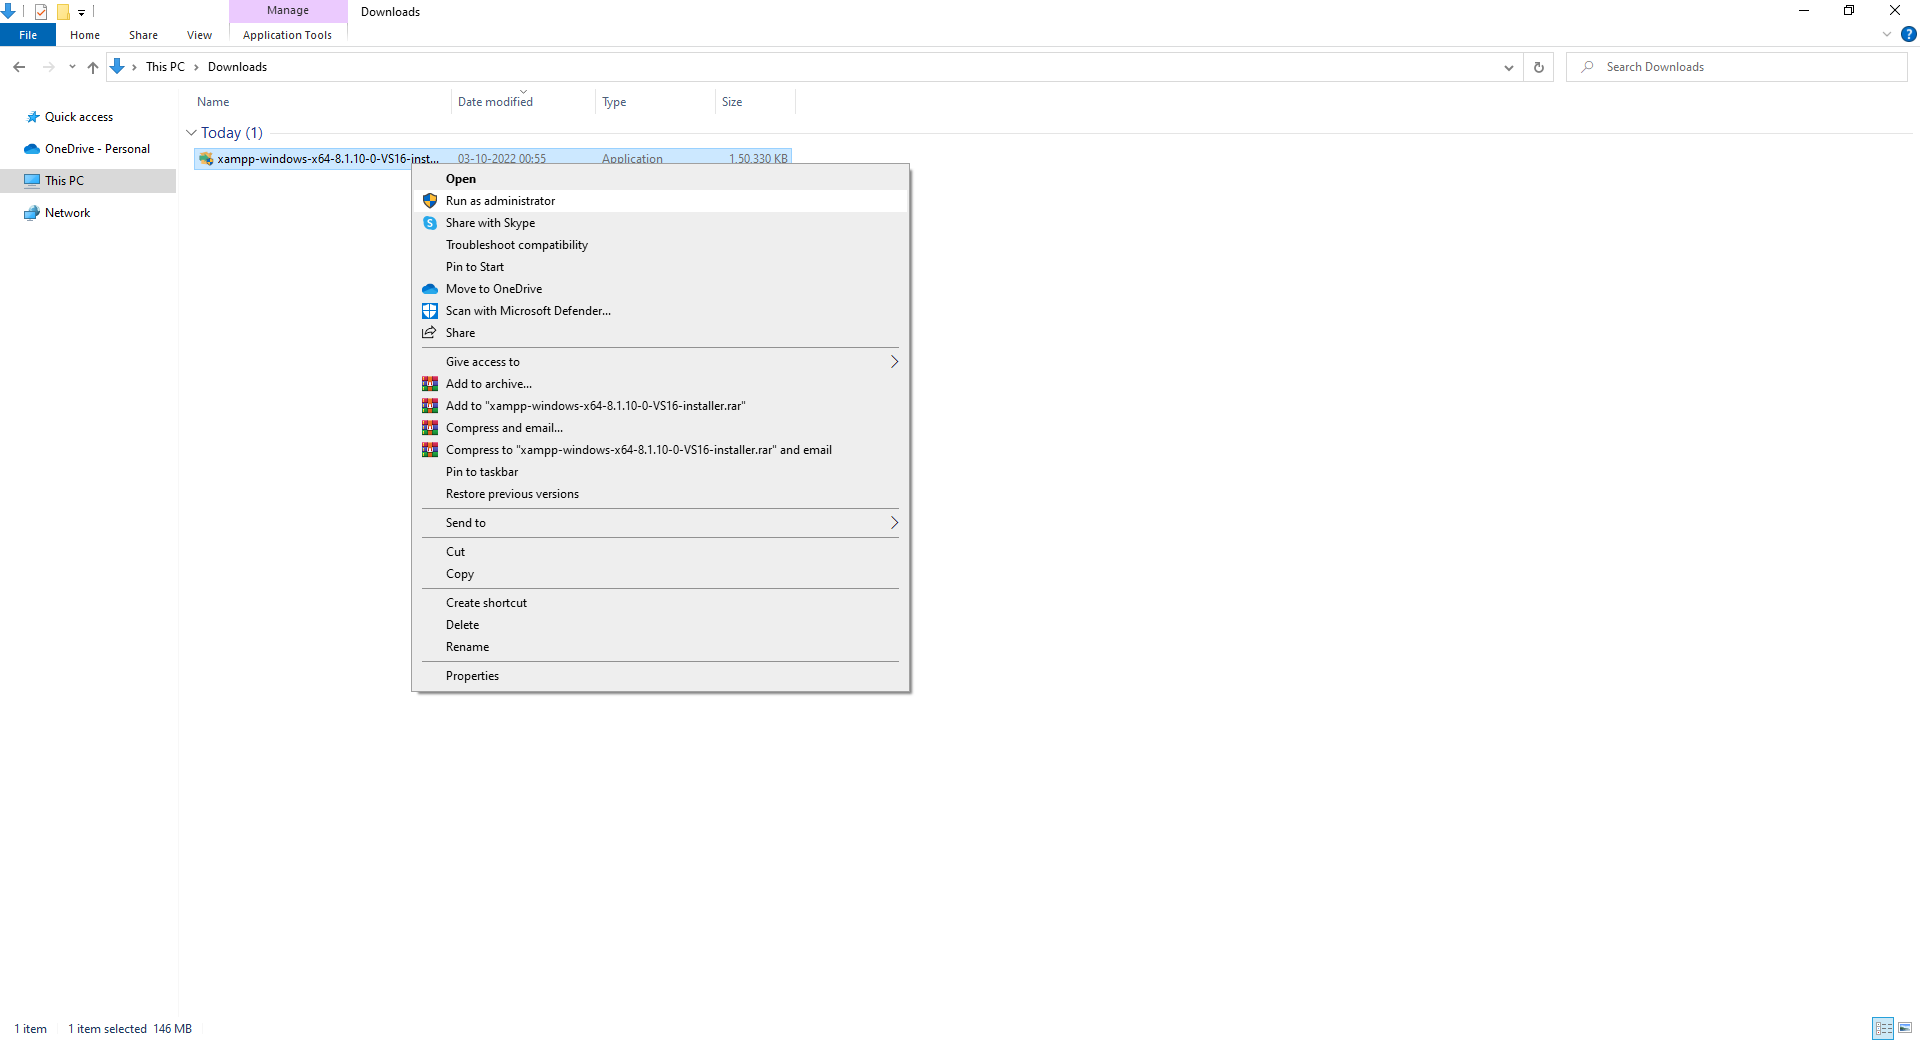 Manage
Downloads
File
Home
Share
View
Application Tools
?
This PC
Downloads
Search Downloads
Name
Date modified
Type
Size
Quick access
OneDrive - Personal
This PC
Network
Today (1)
xampp-windows-x64-8.1.10-0-VS16-inst...
03-10-2022 00:55
Application
1,50,330 KB
Open
Run as administrator
Share with Skype
Troubleshoot compatibility
Pin to Start
Move to OneDrive
Scan with Microsoft Defender...
Share
Give access to
Add to archive...
Add to "xampp-windows-x64-8.1.10-0-VS16-installer.rar"
Compress and email...
Compress to "xampp-windows-x64-8.1.10-0-VS16-installer.rar" and email
Pin to taskbar
Restore previous versions
Send to
Cut
Copy
Create shortcut
Delete
Rename
Properties
1 item
1 item selected 146 MB